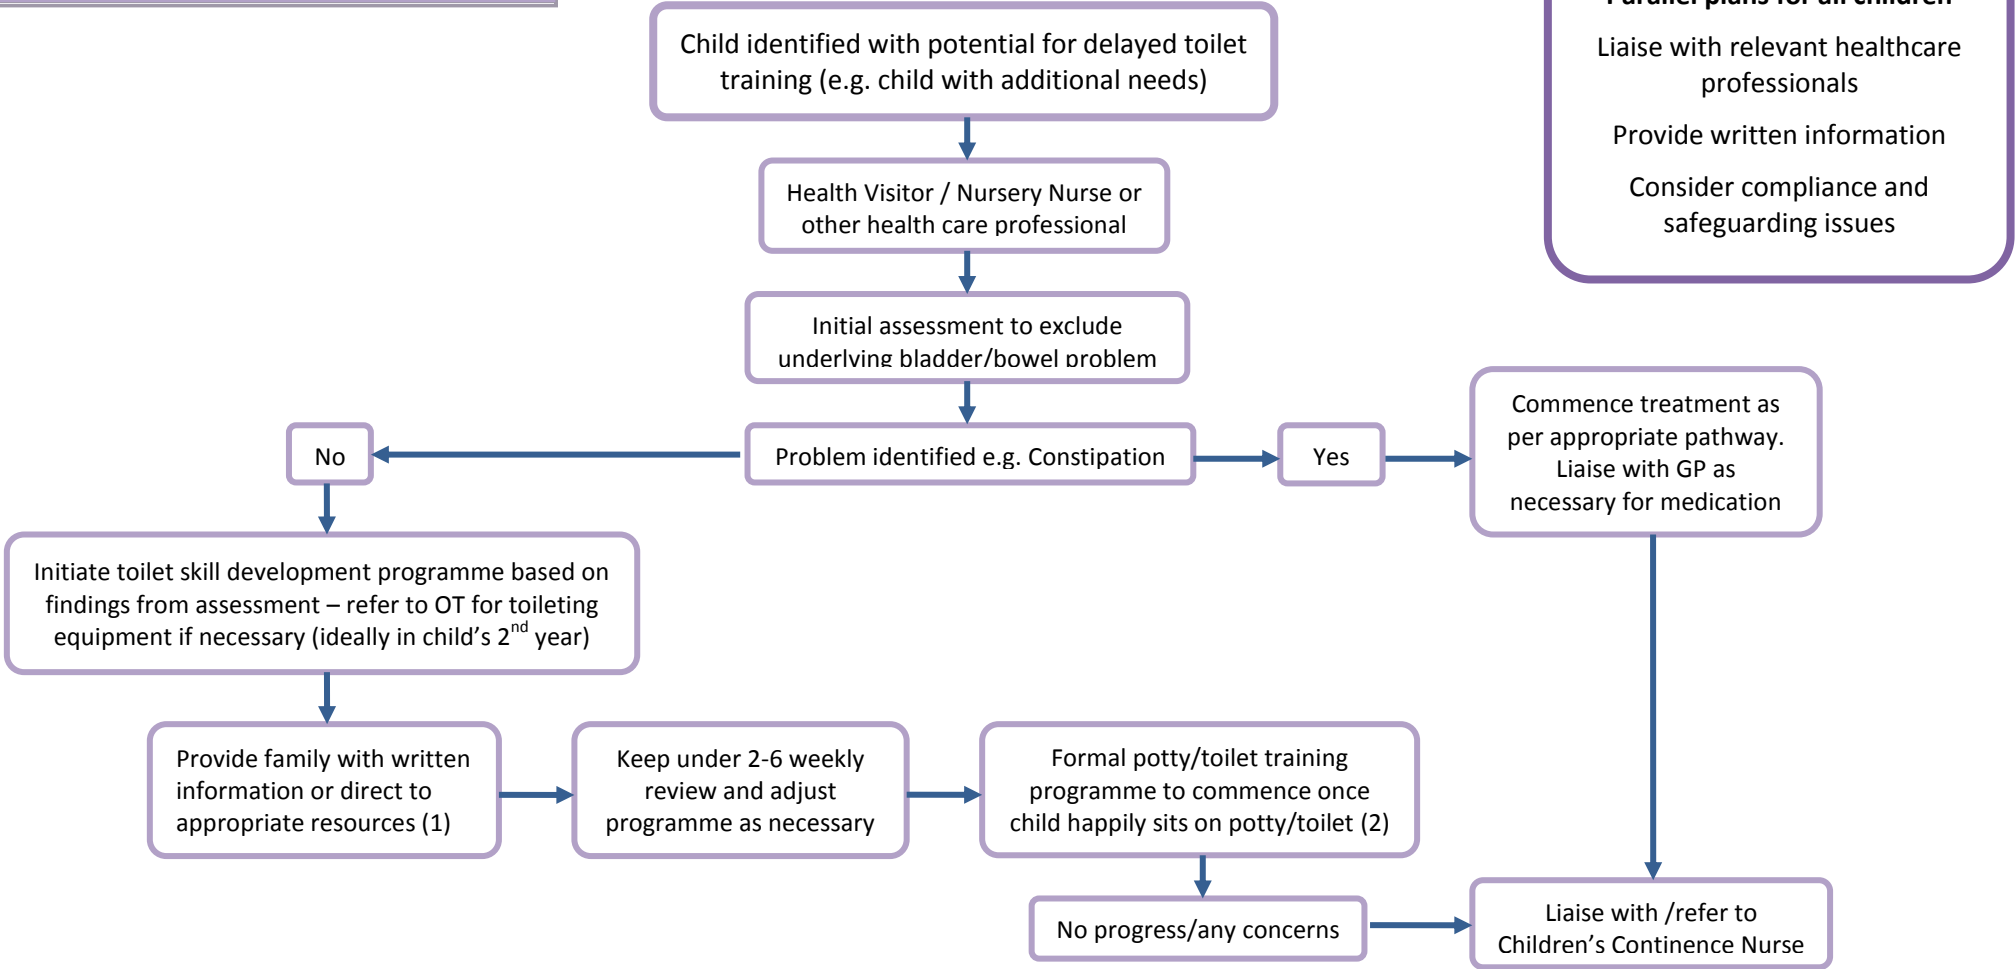 Child identified with potential for delayed toilet
training (e.g. child with additional needs)
Parallel plans for all children
Liaise with relevant healthcare
professionals
Provide written information
Consider compliance and
safeguarding issues
Health Visitor / Nursery Nurse or
other health care professional
Initial assessment to exclude
underlying bladder/bowel problem
Problem identified e.g. Constipation
No
Yes
Commence treatment as
per appropriate pathway.
Liaise with GP as
necessary for medication
Initiate toilet skill development programme based on
findings from assessment – refer to OT for toileting
equipment if necessary (ideally in child’s 2nd year)
Provide family with written
information or direct to
appropriate resources (1)
Keep under 2-6 weekly
review and adjust
programme as necessary
Formal potty/toilet training
programme to commence once
child happily sits on potty/toilet (2)
No progress/any concerns
Liaise with /refer to
Children’s Continence Nurse